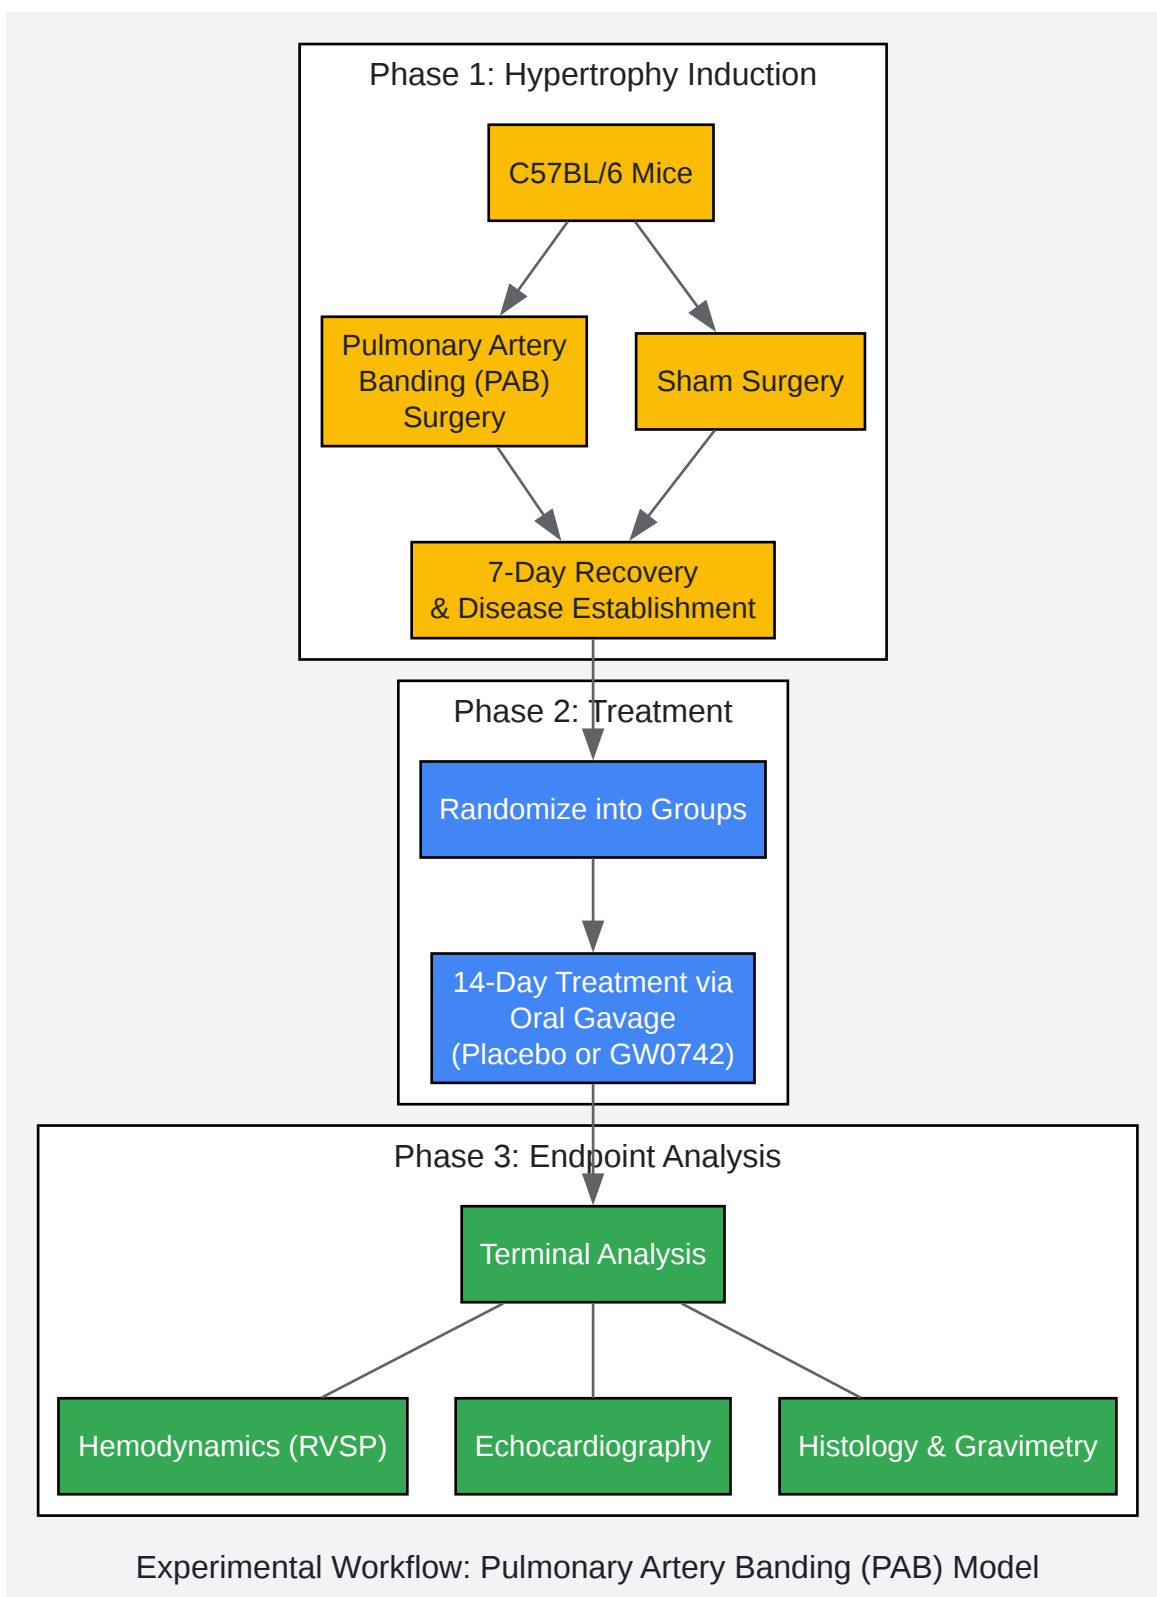 Phase 1: Hypertrophy Induction
C57BL/6 Mice
Pulmonary Artery
Banding (PAB)
Surgery
Sham Surgery
7-Day Recovery
& Disease Establishment
Phase 2: Treatment
Randomize into Groups
14-Day Treatment via
Oral Gavage
(Placebo or GW0742)
Phase 3: Endpoint Analysis
Terminal Analysis
Hemodynamics (RVSP)
Echocardiography
Histology & Gravimetry
Experimental Workflow: Pulmonary Artery Banding (PAB) Model